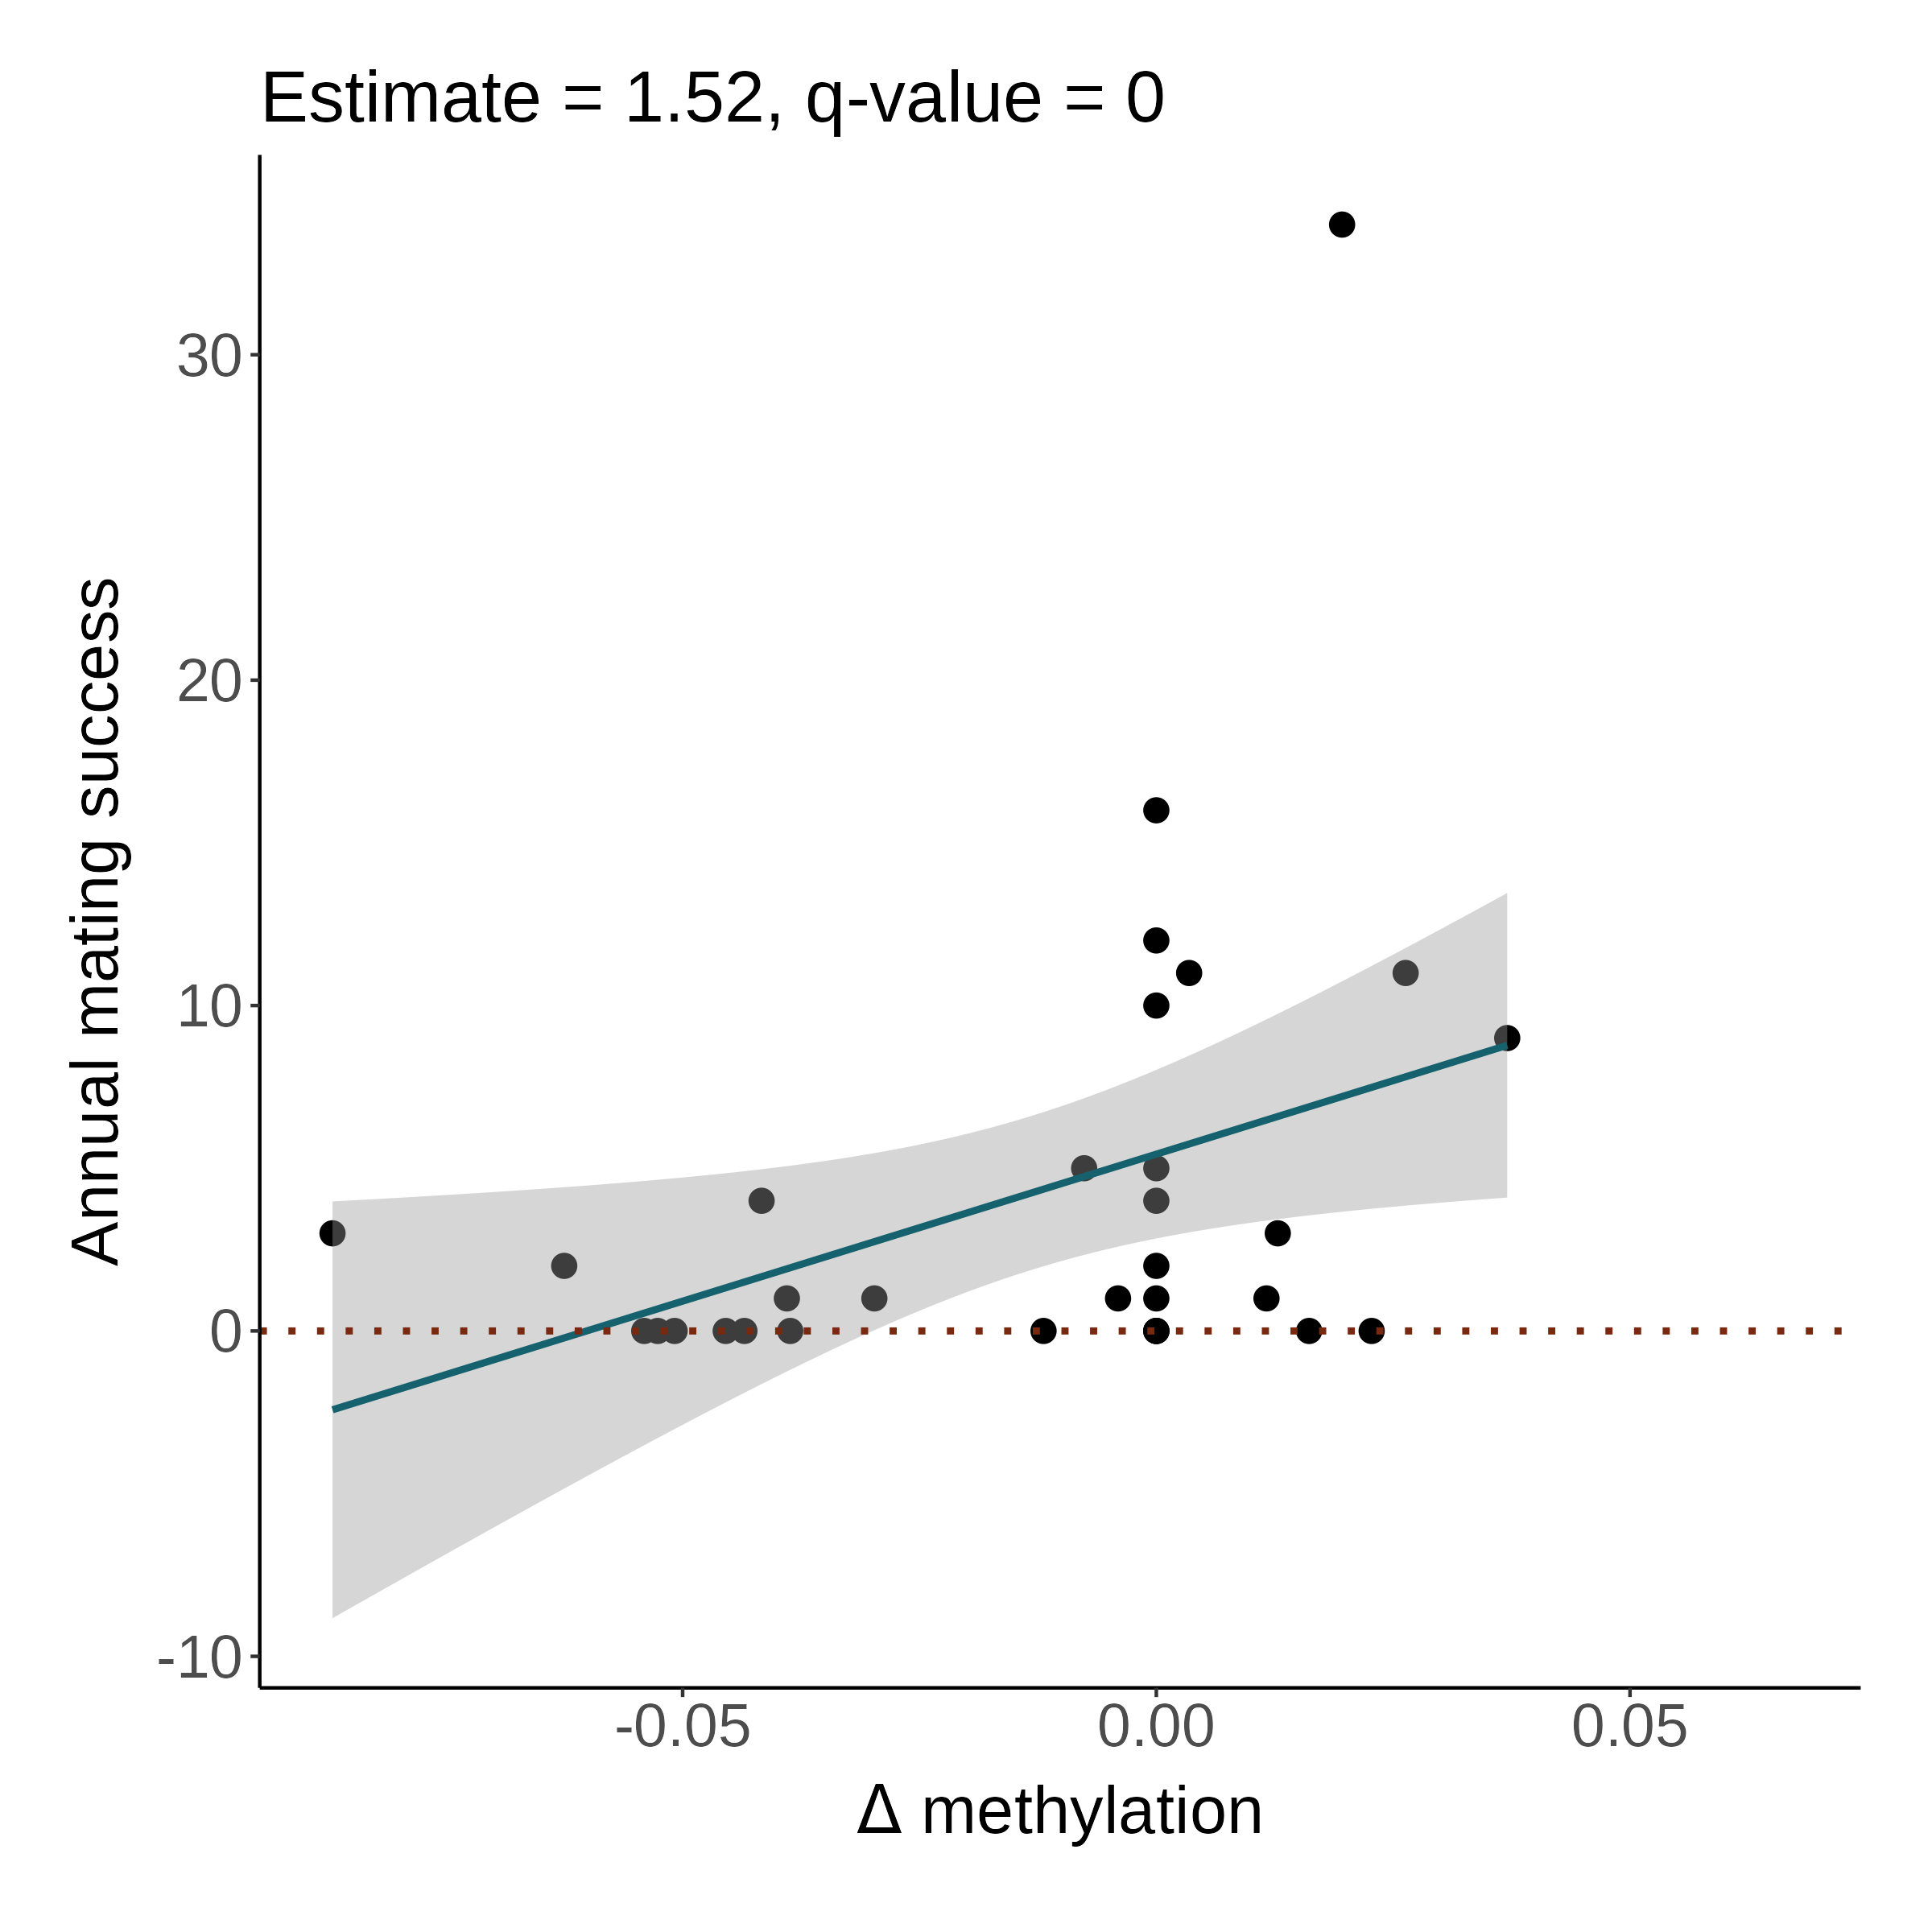 Estimate = 1.52, q-value = 0
Annual mating success
30
20
10
0
-10
-0.05 0.00 0.05
Δ methylation